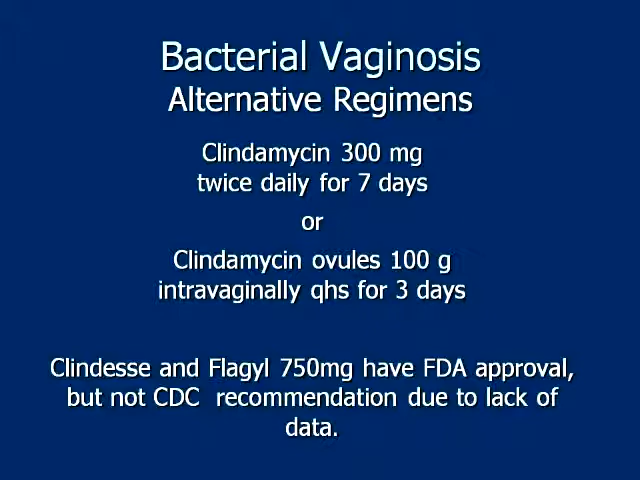 Bacterial Vaginosis
Alternative Regimens
Clindamycin 300 mg
twice daily for 7 days
or
Clindamycin ovules 100 g
intravaginally qhs for 3 days
Clindesse and Flagyl 750mg have FDA approval,
but not CDC recommendation due to lack of
data.